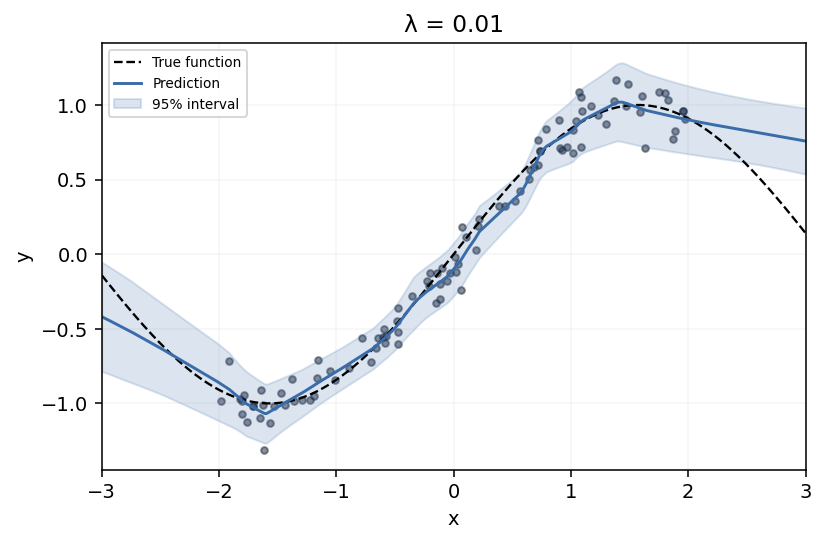 λ = 0.01
True function
Prediction
95% interval
y
1.0
0.5
0.0
−0.5
−1.0
−3 −2 −1 0 1 2 3
x